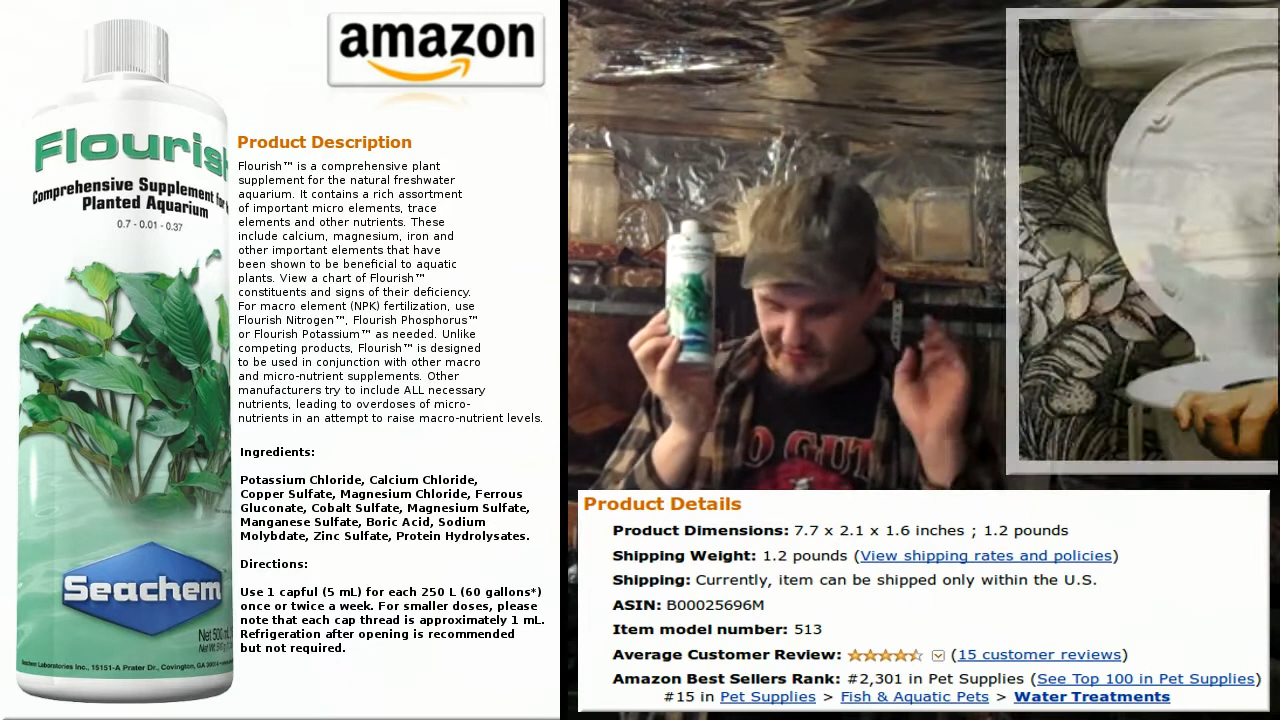 amazon
Flouris
Comprehensive Supplement for
Planted Aquarium
0.7 - 0.01 - 0.37
Seachem
Net 500 mL
Seachem Laboratories Inc., 15151-A Prater Dr., Covington, GA 30014
Product Description
Flourish™ is a comprehensive plant
supplement for the natural freshwater
aquarium. It contains a rich assortment
of important micro elements, trace
elements and other nutrients. These
include calcium, magnesium, iron and
other important elements that have
been shown to be beneficial to aquatic
plants. View a chart of Flourish™
constituents and signs of their deficiency.
For macro element (NPK) fertilization, use
Flourish Nitrogen™, Flourish Phosphorus™
or Flourish Potassium™ as needed. Unlike
competing products, Flourish™ is designed
to be used in conjunction with other macro
and micro-nutrient supplements. Other
manufacturers try to include ALL necessary
nutrients, leading to overdoses of micro-
nutrients in an attempt to raise macro-nutrient levels.
Ingredients:
Potassium Chloride, Calcium Chloride,
Copper Sulfate, Magnesium Chloride, Ferrous
Gluconate, Cobalt Sulfate, Magnesium Sulfate,
Manganese Sulfate, Boric Acid, Sodium
Molybdate, Zinc Sulfate, Protein Hydrolysates.
Directions:
Use 1 capful (5 mL) for each 250 L (60 gallons*)
once or twice a week. For smaller doses, please
note that each cap thread is approximately 1 mL.
Refrigeration after opening is recommended
but not required.
O GUT
Product Details
Product Dimensions: 7.7 x 2.1 x 1.6 inches ; 1.2 pounds
Shipping Weight: 1.2 pounds (View shipping rates and policies)
Shipping: Currently, item can be shipped only within the U.S.
ASIN: B00025696M
Item model number: 513
Average Customer Review: (15 customer reviews)
Amazon Best Sellers Rank: #2,301 in Pet Supplies (See Top 100 in Pet Supplies)
#15 in Pet Supplies > Fish & Aquatic Pets > Water Treatments